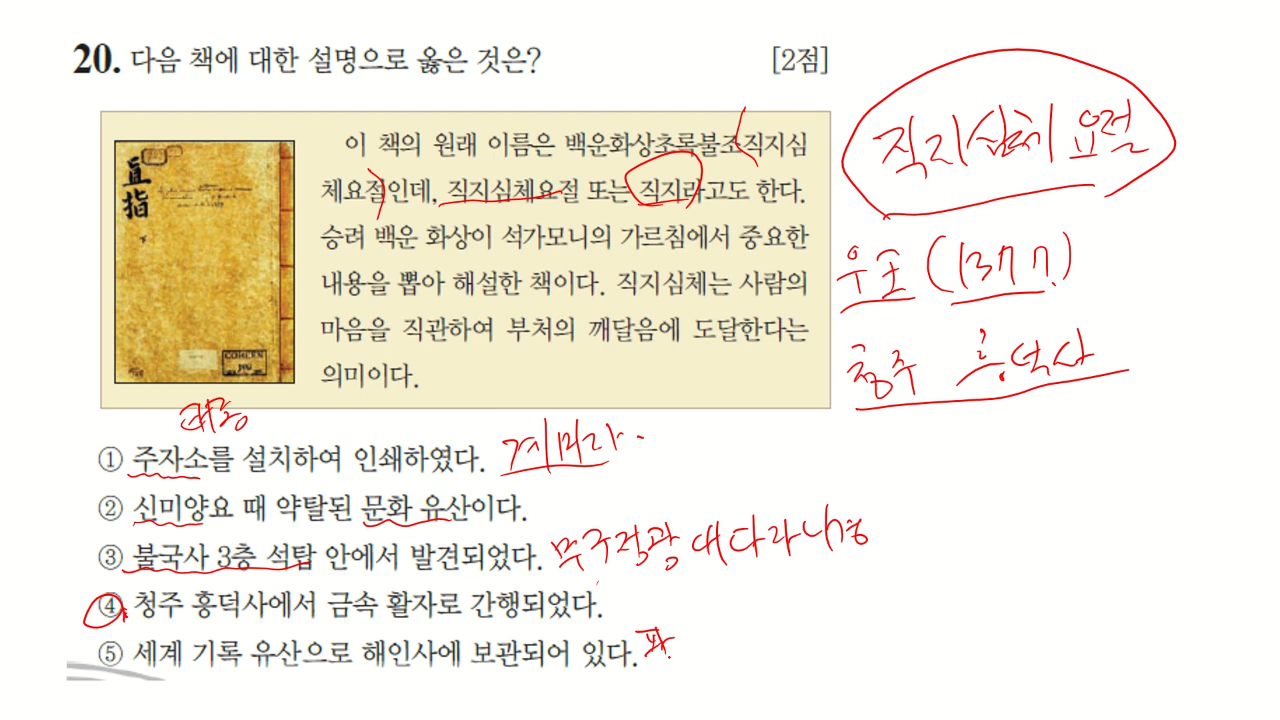 20. 다음 책에 대한 설명으로 옳은 것은? [2점]
이 책의 원래 이름은 백운화상초록불조직지심
체요절인데, 직지심체요절 또는 직지라고도 한다.
승려 백운 화상이 석가모니의 가르침에서 중요한
내용을 뽑아 해설한 책이다. 직지심체는 사람의
마음을 직관하여 부처의 깨달음에 도달한다는
의미이다.
直指
下
COREEN
직지심체요절
우표 (1377)
청주 흥덕사
태종
① 주자소를 설치하여 인쇄하였다. 계미자
② 신미양요 때 약탈된 문화 유산이다.
③ 불국사 3층 석탑 안에서 발견되었다. 무구정광대다라니경
④ 청주 흥덕사에서 금속 활자로 간행되었다.
⑤ 세계 기록 유산으로 해인사에 보관되어 있다.